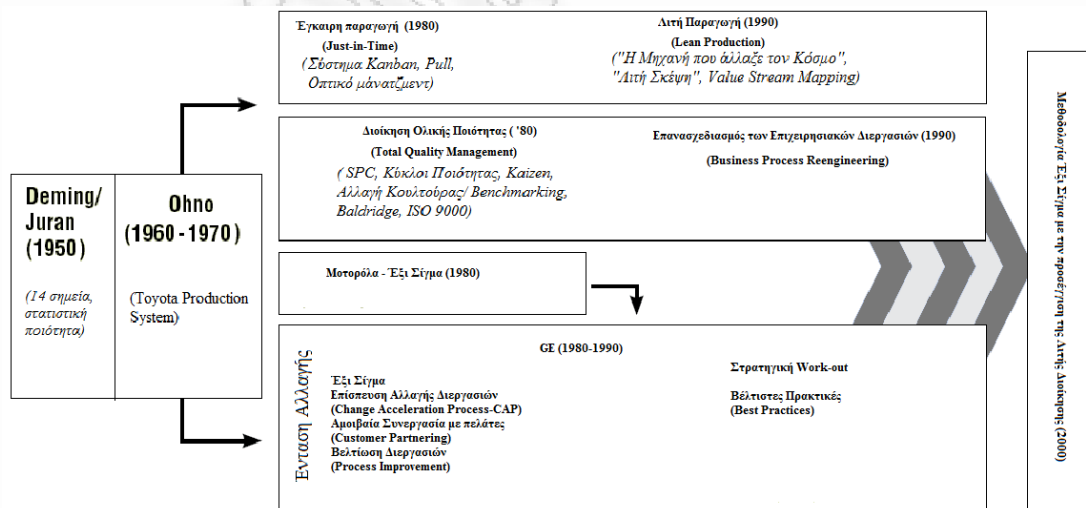 Deming/
Juran
(1950)
(14 σημεία,
στατιστική
ποιότητα)
Ohno
(1960 - 1970)
(Toyota Production
System)
Έγκαιρη παραγωγή (1980)
(Just-in-Time)
(Σύστημα Kanban, Pull,
Οπτικό μάνατζμεντ)
Λιτή Παραγωγή (1990)
(Lean Production)
("Η Μηχανή που άλλαξε τον Κόσμο",
"Λιτή Σκέψη", Value Stream Mapping)
Διοίκηση Ολικής Ποιότητας ( '80)
(Total Quality Management)
( SPC, Κύκλοι Ποιότητας, Kaizen,
Αλλαγή Κουλτούρας/ Benchmarking,
Baldridge, ISO 9000)
Επανασχεδιασμός των Επιχειρησιακών Διεργασιών (1990)
(Business Process Reengineering)
Μοτορόλα - Έξι Σίγμα (1980)
Ένταση Αλλαγής
GE (1980-1990)
Έξι Σίγμα
Επίσπευση Αλλαγής Διεργασιών
(Change Acceleration Process-CAP)
Αμοιβαία Συνεργασία με πελάτες
(Customer Partnering)
Βελτίωση Διεργασιών
(Process Improvement)
Στρατηγική Work-out
Βέλτιστες Πρακτικές
(Best Practices)
Μεθοδολογία Έξι Σίγμα με την προσέγγιση της Λιτής Διοίκησης (2000)